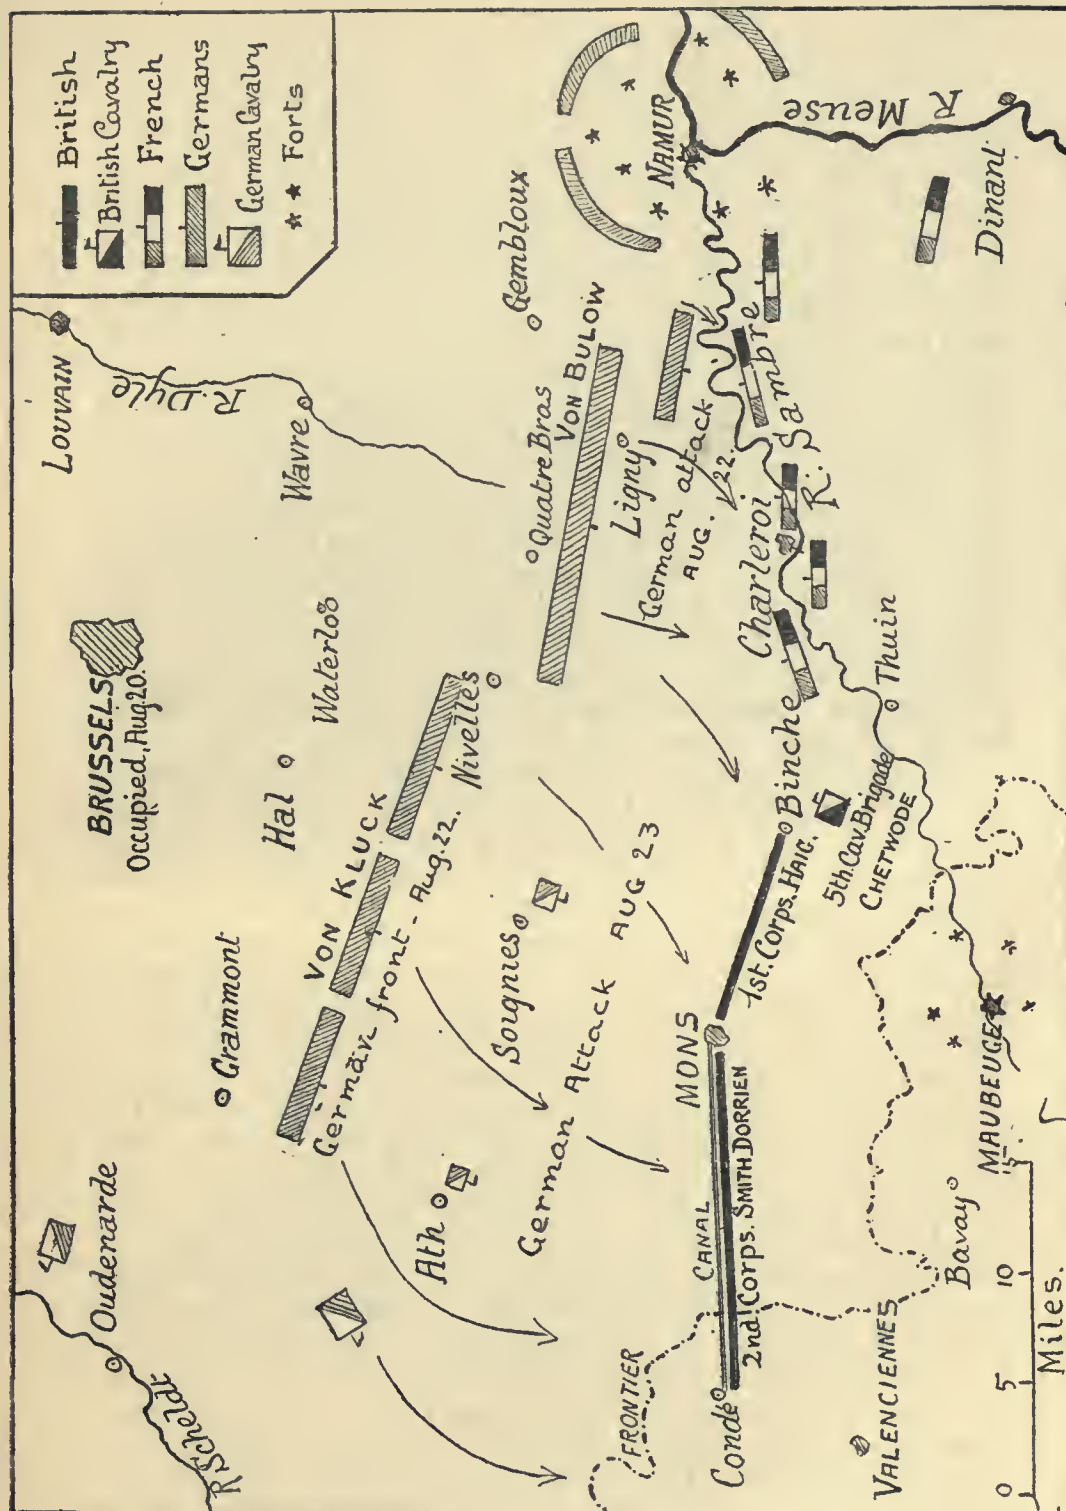 British
British Cavalry
French
Germans
German Cavalry
Forts
R. Scheldt
Oudenarde
BRUSSELS
Occupied, Aug. 20.
LOUVAIN
R. Dyle
Grammont
Hal
Waterloo
Wavre
VON KLUCK
German front - Aug. 22.
Nivelles
Quatre Bras
VON BULOW
Gembloux
Ath
Sougnies
Ligny
German attack
AUG. 22.
NAMUR
German Attack AUG 23
FRONTIER
Condé
CANAL
MONS
2nd Corps. SMITH DORRIEN
1st. Corps. HAIG.
Binche
5th. Cav. Brigade
CHETWODE
Charleroi
R. Sambre
Thuin
R Meuse
Dinant
VALENCIENNES
Bavay
MAUBEUGE
0 5 10 15
Miles.